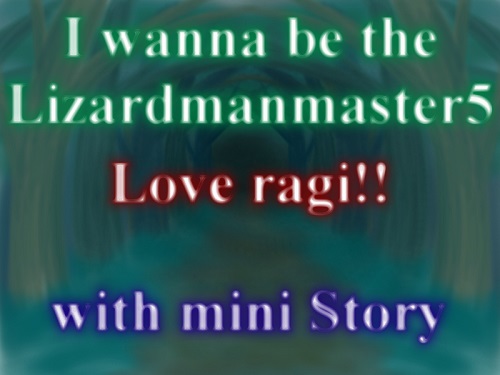 I wanna be the
Lizardmanmaster5
Love ragi!!
with mini Story